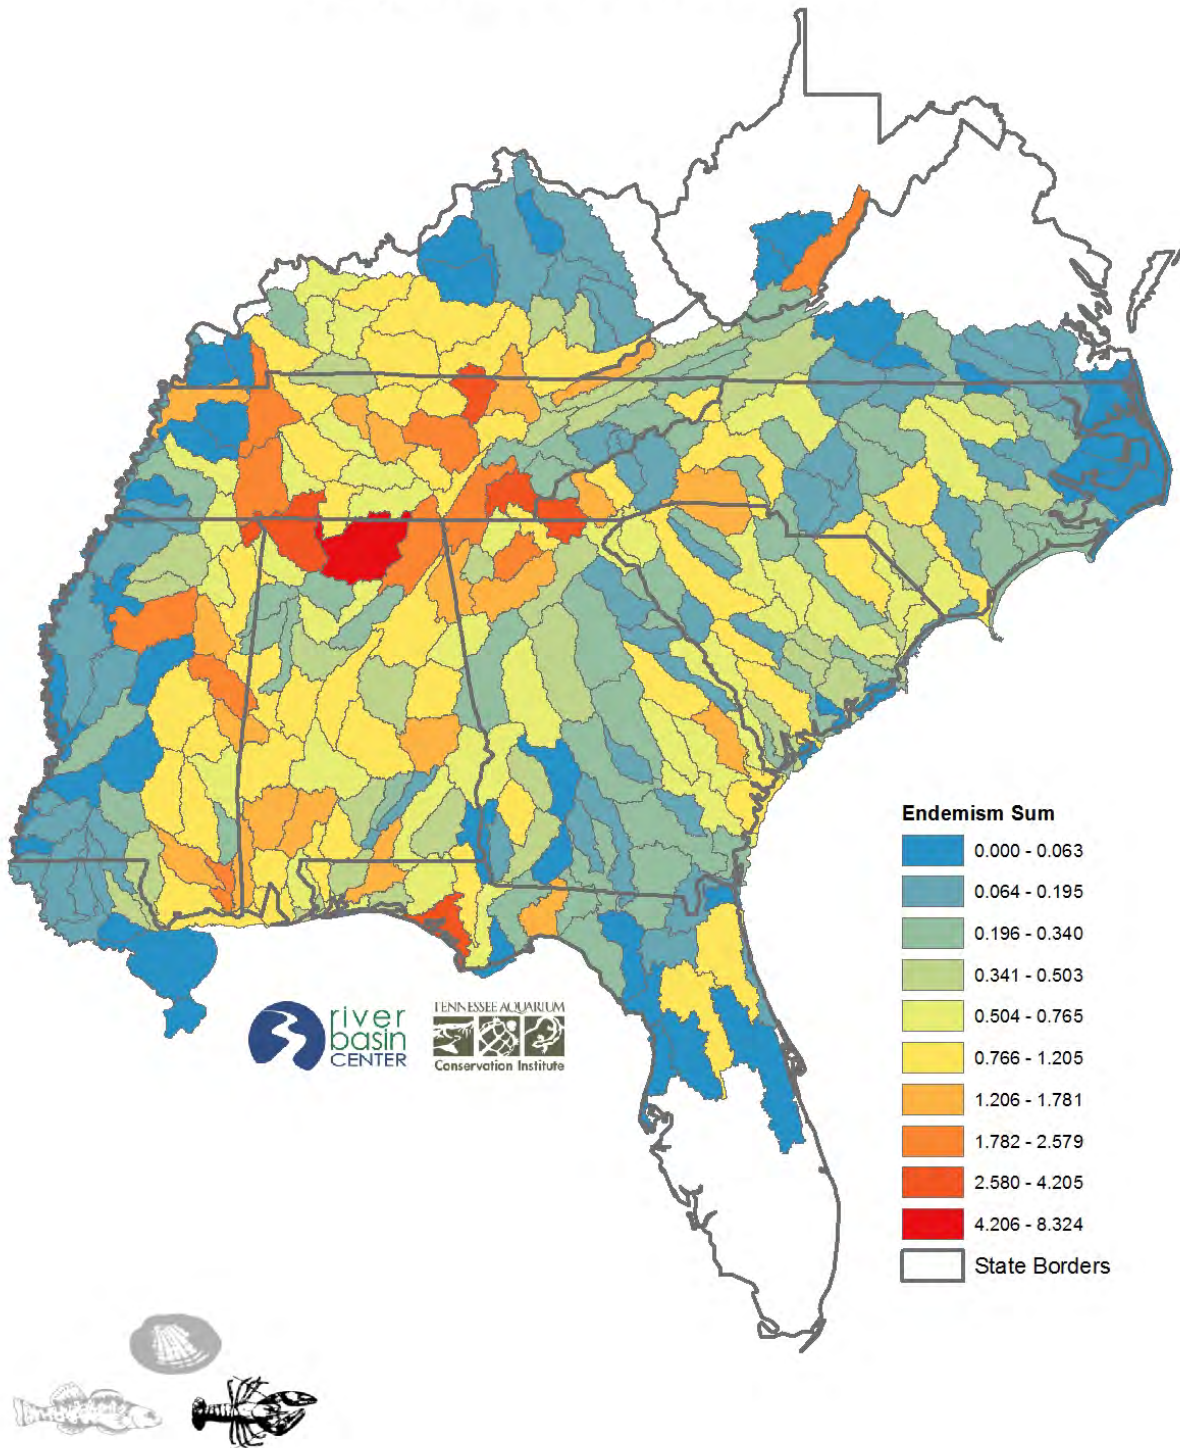 Endemism Sum
0.000 - 0.063
0.064 - 0.195
0.196 - 0.340
0.341 - 0.503
0.504 - 0.765
0.766 - 1.205
1.206 - 1.781
1.782 - 2.579
2.580 - 4.205
4.206 - 8.324
State Borders
river
basin
CENTER
TENNESSEE AQUARIUM
Conservation Institute